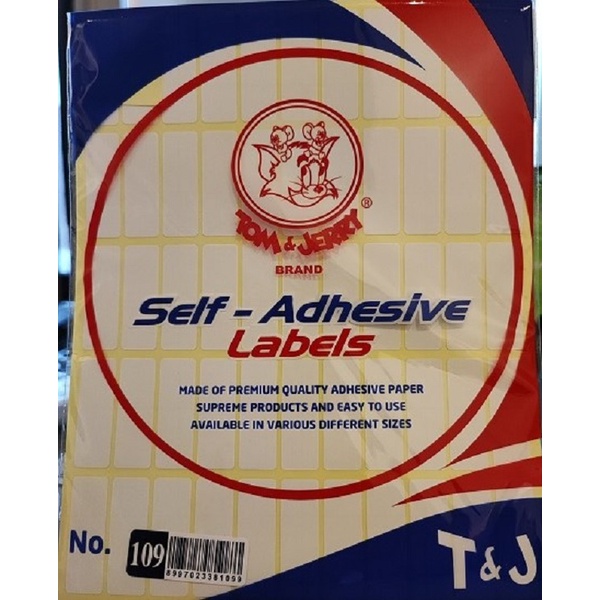 TOM & JERRY ®
BRAND
Self - Adhesive
Labels
MADE OF PREMIUM QUALITY ADHESIVE PAPER
SUPREME PRODUCTS AND EASY TO USE
AVAILABLE IN VARIOUS DIFFERENT SIZES
No. 109
8997023381099
T & J